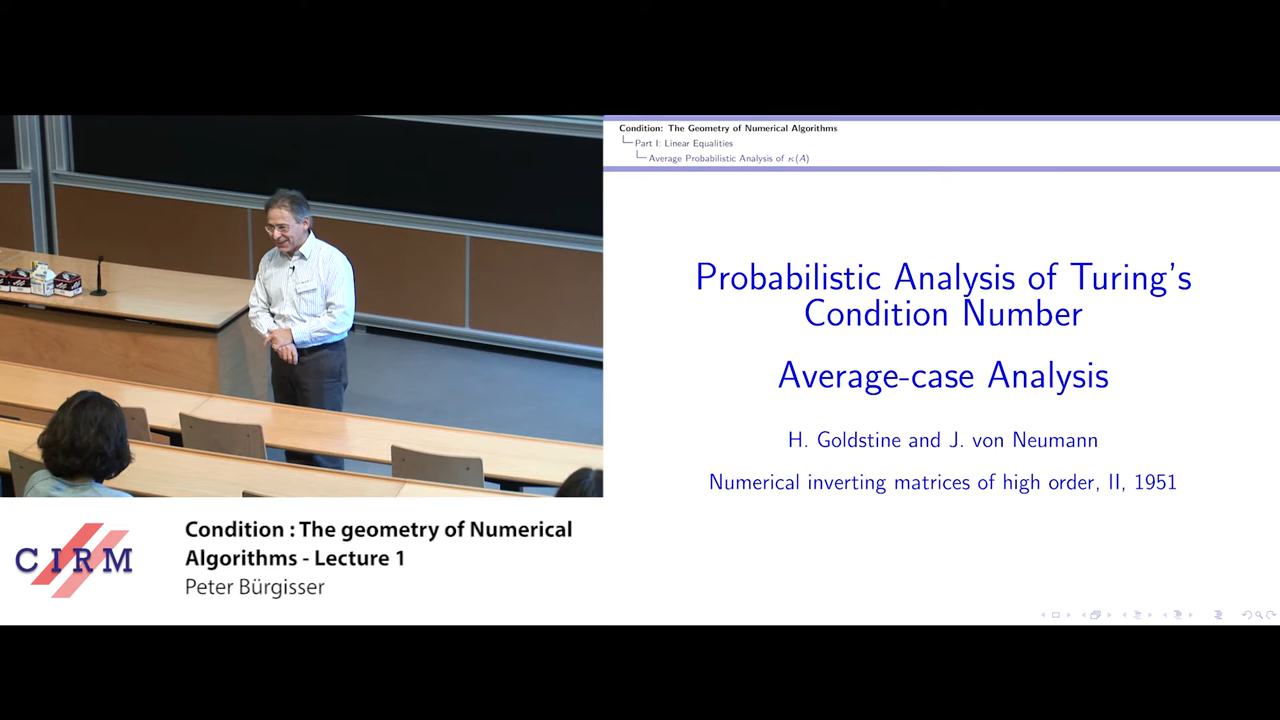 Condition: The Geometry of Numerical Algorithms
Part I: Linear Equalities
Average Probabilistic Analysis of κ(A)
Probabilistic Analysis of Turing's
Condition Number
Average-case Analysis
H. Goldstine and J. von Neumann
Numerical inverting matrices of high order, II, 1951
CIRM
Condition : The geometry of Numerical
Algorithms - Lecture 1
Peter Bürgisser